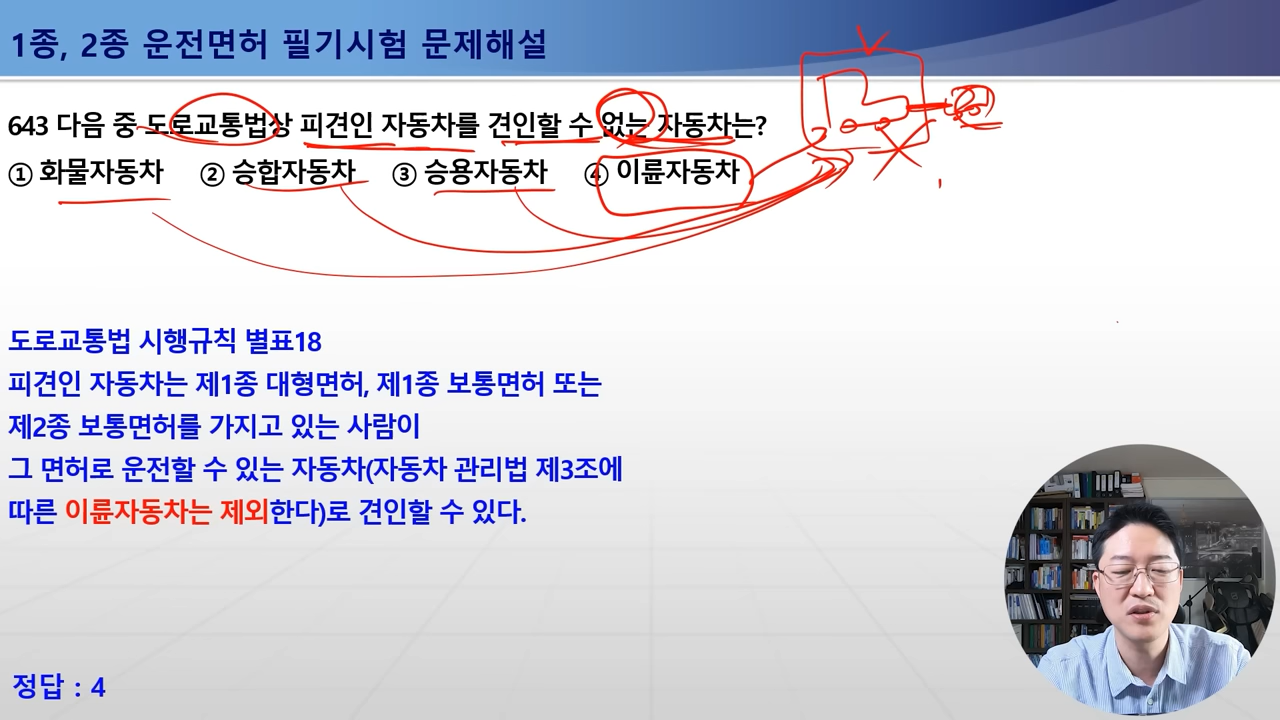 1종, 2종 운전면허 필기시험 문제해설
643 다음 중 도로교통법상 피견인 자동차를 견인할 수 없는 자동차는?
① 화물자동차 ② 승합자동차 ③ 승용자동차 ④ 이륜자동차
도로교통법 시행규칙 별표18
피견인 자동차는 제1종 대형면허, 제1종 보통면허 또는
제2종 보통면허를 가지고 있는 사람이
그 면허로 운전할 수 있는 자동차(자동차 관리법 제3조에
따른 이륜자동차는 제외한다)로 견인할 수 있다.
정답 : 4